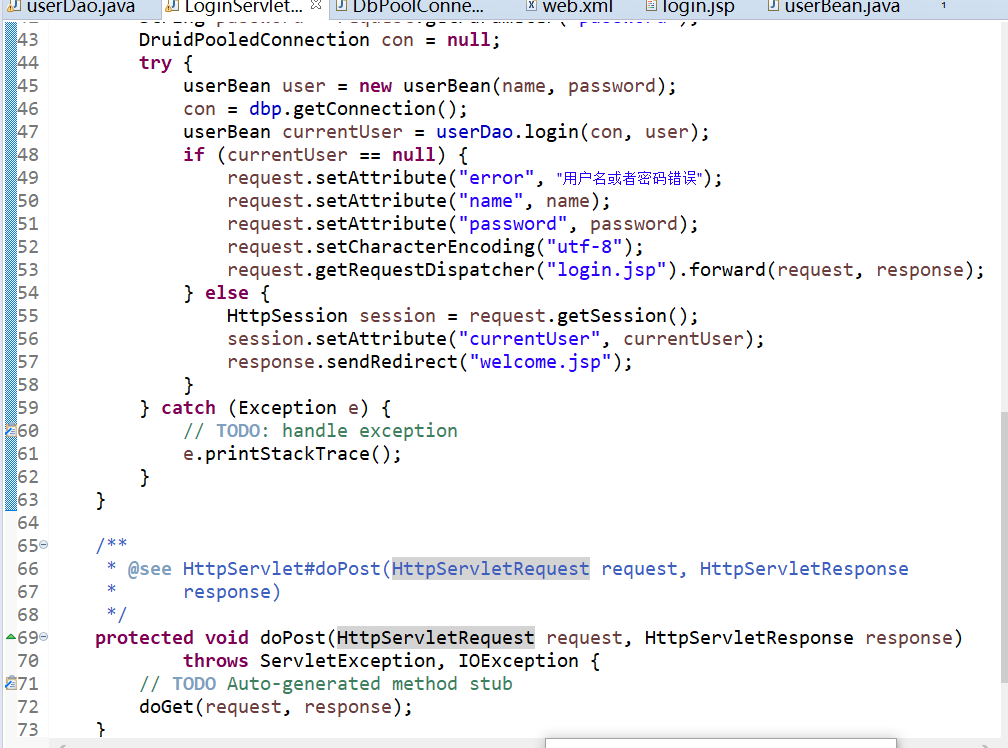 userDao.java LoginServlet... DbPoolConne... web.xml login.jsp userBean.java 1
43 DruidPooledConnection con = null;
44 try {
45 userBean user = new userBean(name, password);
46 con = dbp.getConnection();
47 userBean currentUser = userDao.login(con, user);
48 if (currentUser == null) {
49 request.setAttribute("error", "用户名或者密码错误");
50 request.setAttribute("name", name);
51 request.setAttribute("password", password);
52 request.setCharacterEncoding("utf-8");
53 request.getRequestDispatcher("login.jsp").forward(request, response);
54 } else {
55 HttpSession session = request.getSession();
56 session.setAttribute("currentUser", currentUser);
57 response.sendRedirect("welcome.jsp");
58 }
59 } catch (Exception e) {
60 // TODO: handle exception
61 e.printStackTrace();
62 }
63 }
64
65 /**
66 * @see HttpServlet#doPost(HttpServletRequest request, HttpServletResponse
67 * response)
68 */
69 protected void doPost(HttpServletRequest request, HttpServletResponse response)
70 throws ServletException, IOException {
71 // TODO Auto-generated method stub
72 doGet(request, response);
73 }